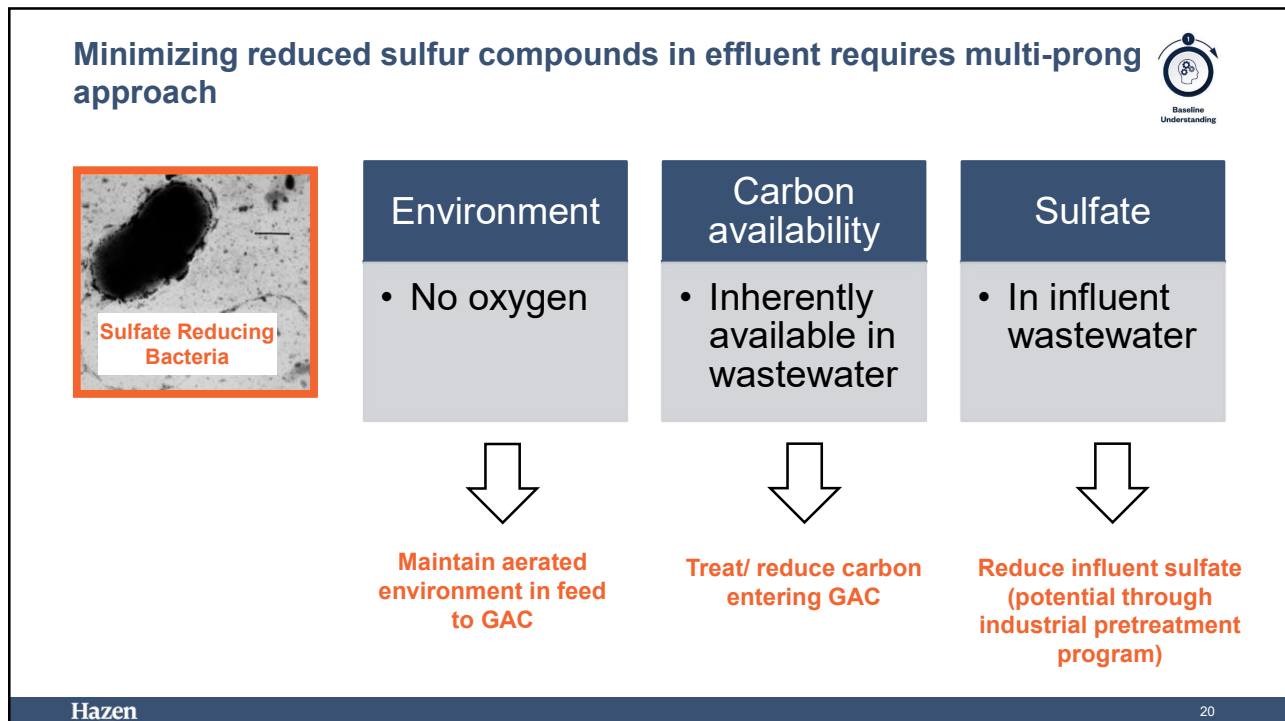 Minimizing reduced sulfur compounds in effluent requires multi-prong
approach
1
Baseline
Understanding
Sulfate Reducing
Bacteria
Environment
• No oxygen
Maintain aerated
environment in feed
to GAC
Carbon
availability
• Inherently
available in
wastewater
Treat/ reduce carbon
entering GAC
Sulfate
• In influent
wastewater
Reduce influent sulfate
(potential through
industrial pretreatment
program)
Hazen
20